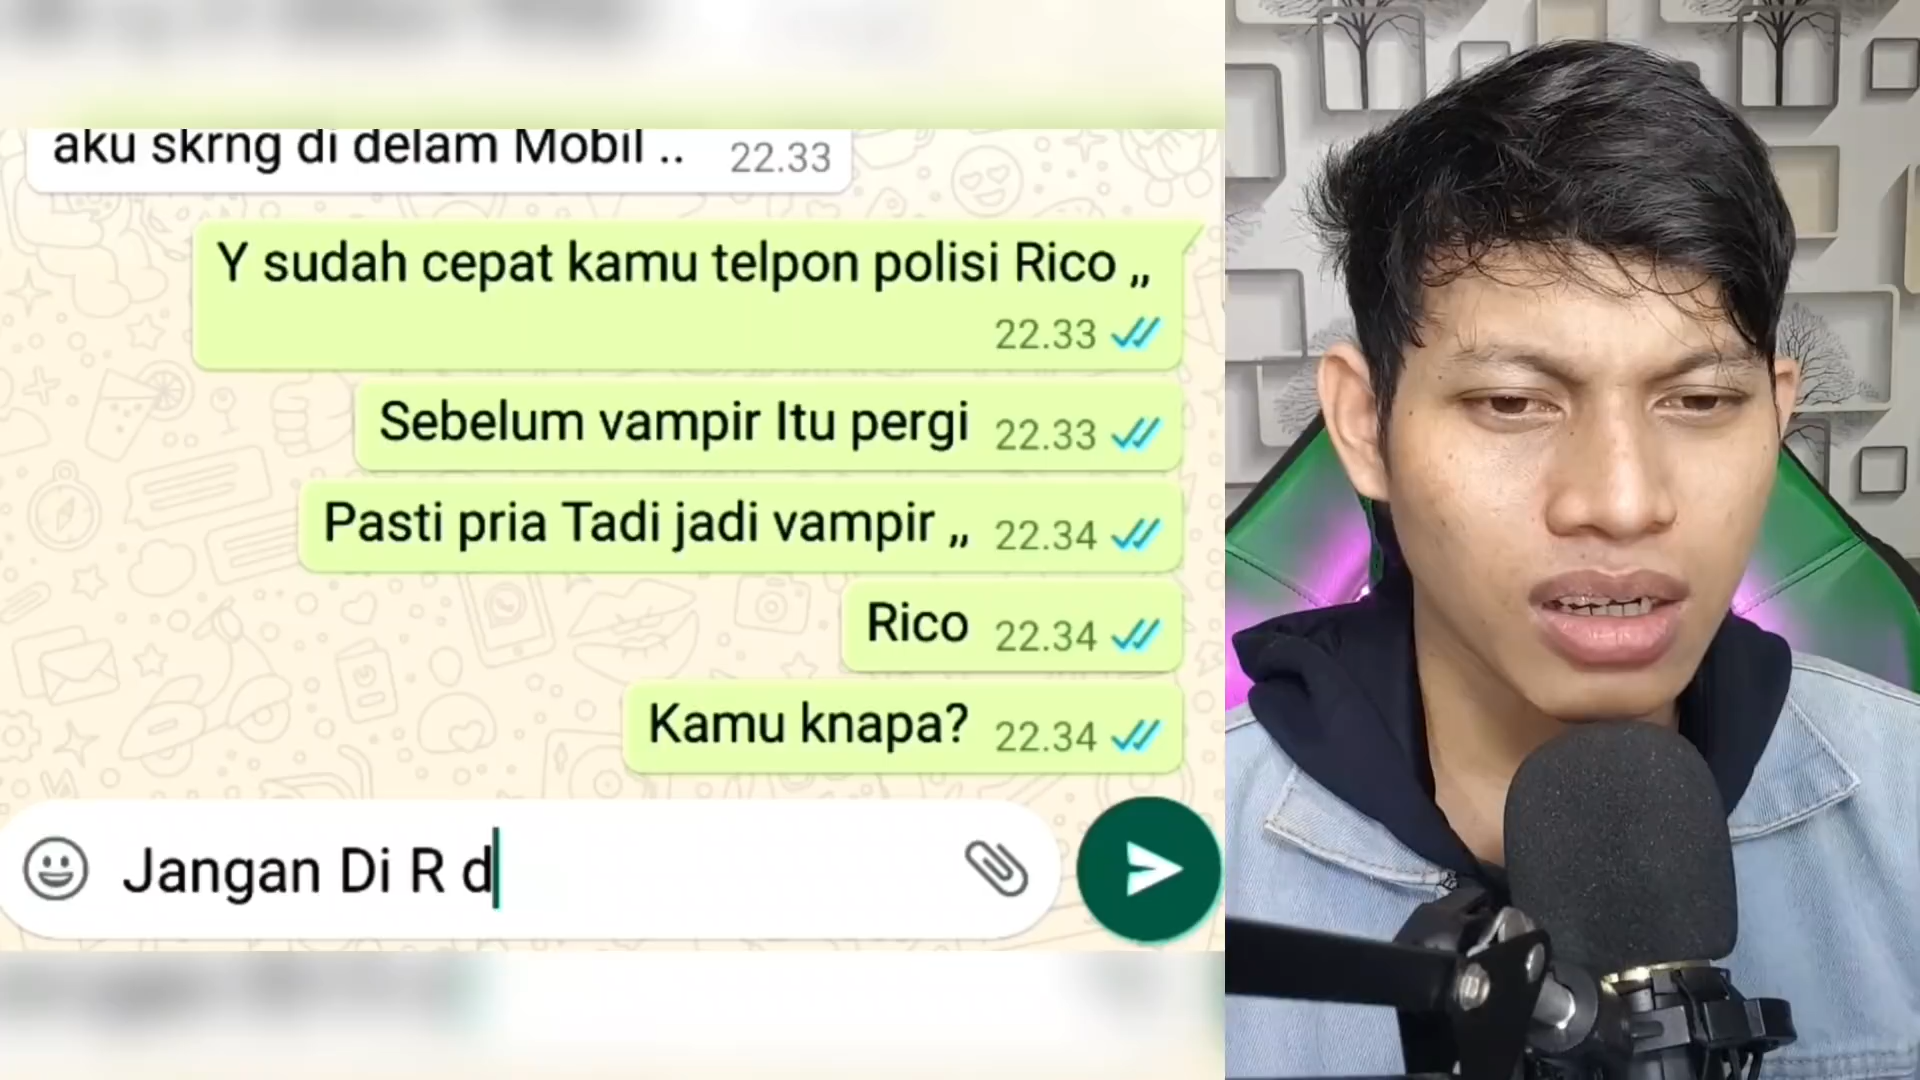 aku skrng di delam Mobil .. 22.33
Y sudah cepat kamu telpon polisi Rico ,,
22.33
Sebelum vampir Itu pergi 22.33
Pasti pria Tadi jadi vampir ,, 22.34
Rico 22.34
Kamu knapa? 22.34
Jangan Di R d